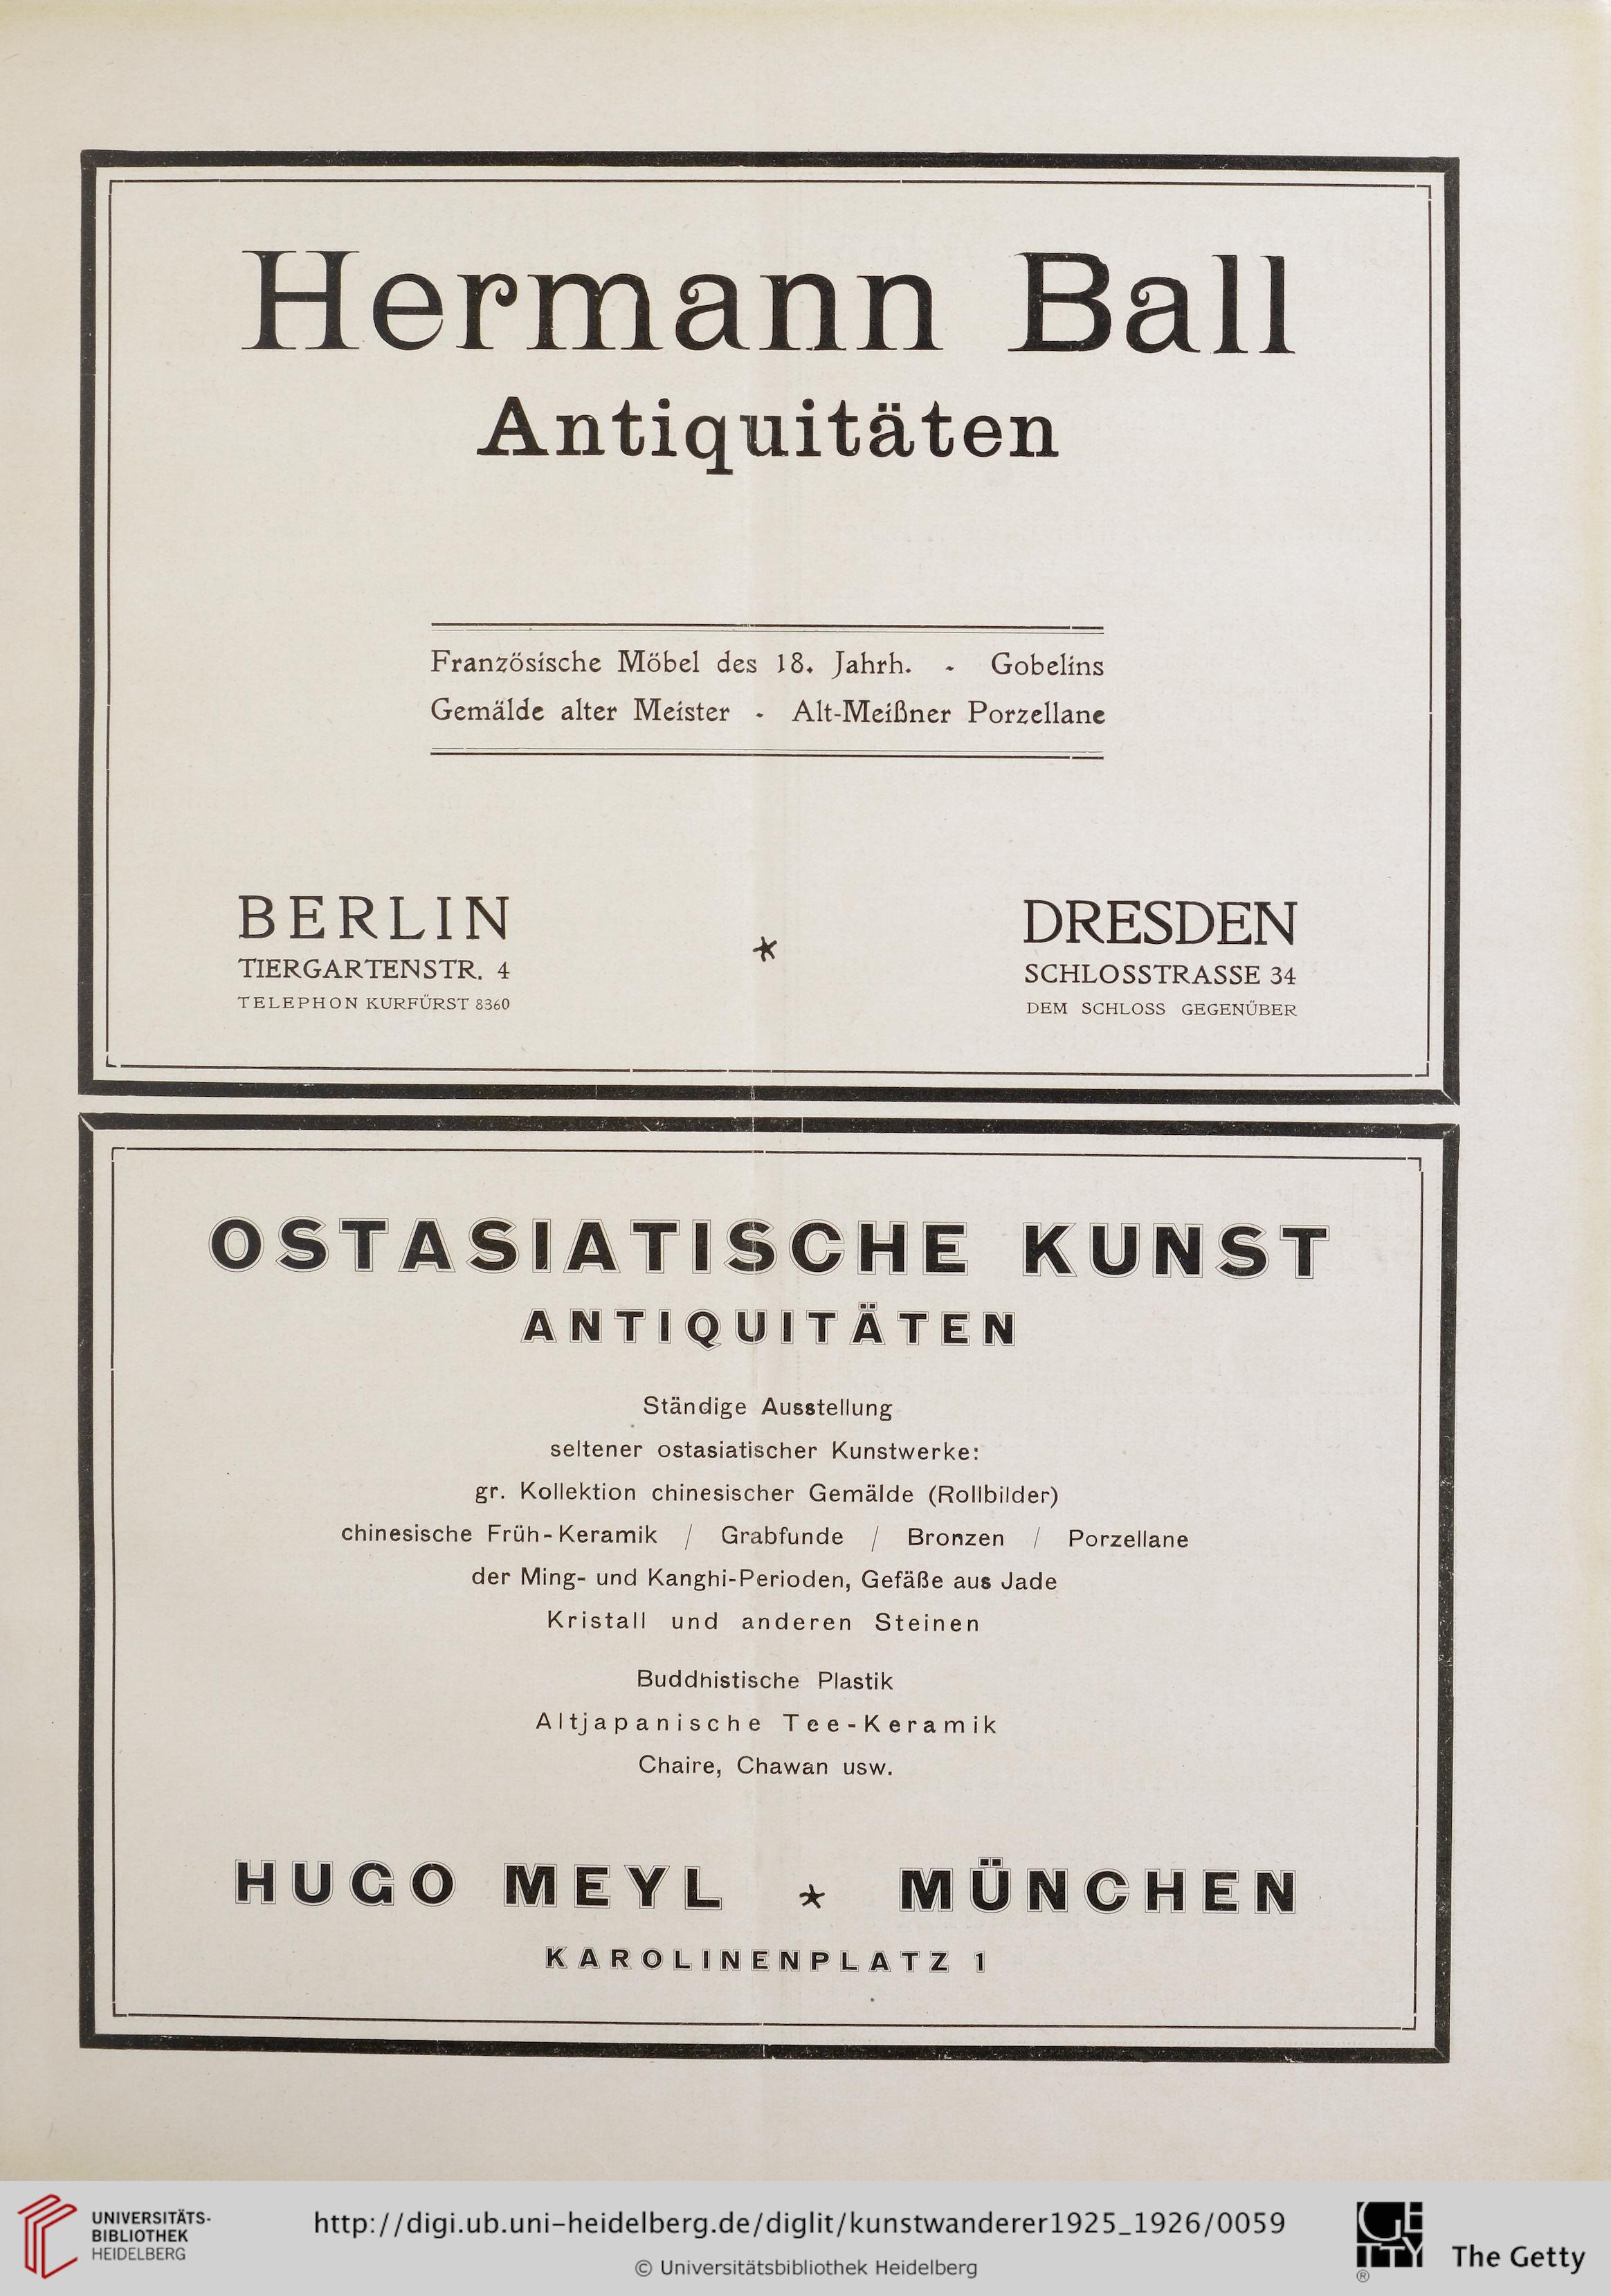 Hermann Ball
Antiquitäten
Französische Möbel des 18. Jahrh. - Gobelins
Gemälde alter Meister - Alt-Meißner Porzellane
BERLIN
TIERGARTENSTR. 4
TELEPHON KURFÜRST 8360
*
DRESDEN
SCHLOSSTRASSE 34
DEM SCHLOSS GEGENÜBER
OSTASIATISCHE KUNST
ANTIQUITÄTEN
Ständige Ausstellung
seltener ostasiatischer Kunstwerke:
gr. Kollektion chinesischer Gemälde (Rollbilder)
chinesische Früh-Keramik / Grabfunde / Bronzen / Porzellane
der Ming- und Kanghi-Perioden, Gefäße aus Jade
Kristall und anderen Steinen
Buddhistische Plastik
Altjapanische Tee-Keramik
Chaire, Chawan usw.
HUGO MEYL * MÜNCHEN
KAROLINENPLATZ 1
UNIVERSITÄTS-
BIBLIOTHEK
HEIDELBERG
http://digi.ub.uni-heidelberg.de/diglit/kunstwanderer1925_1926/0059
© Universitätsbibliothek Heidelberg
GETTY
®
The Getty